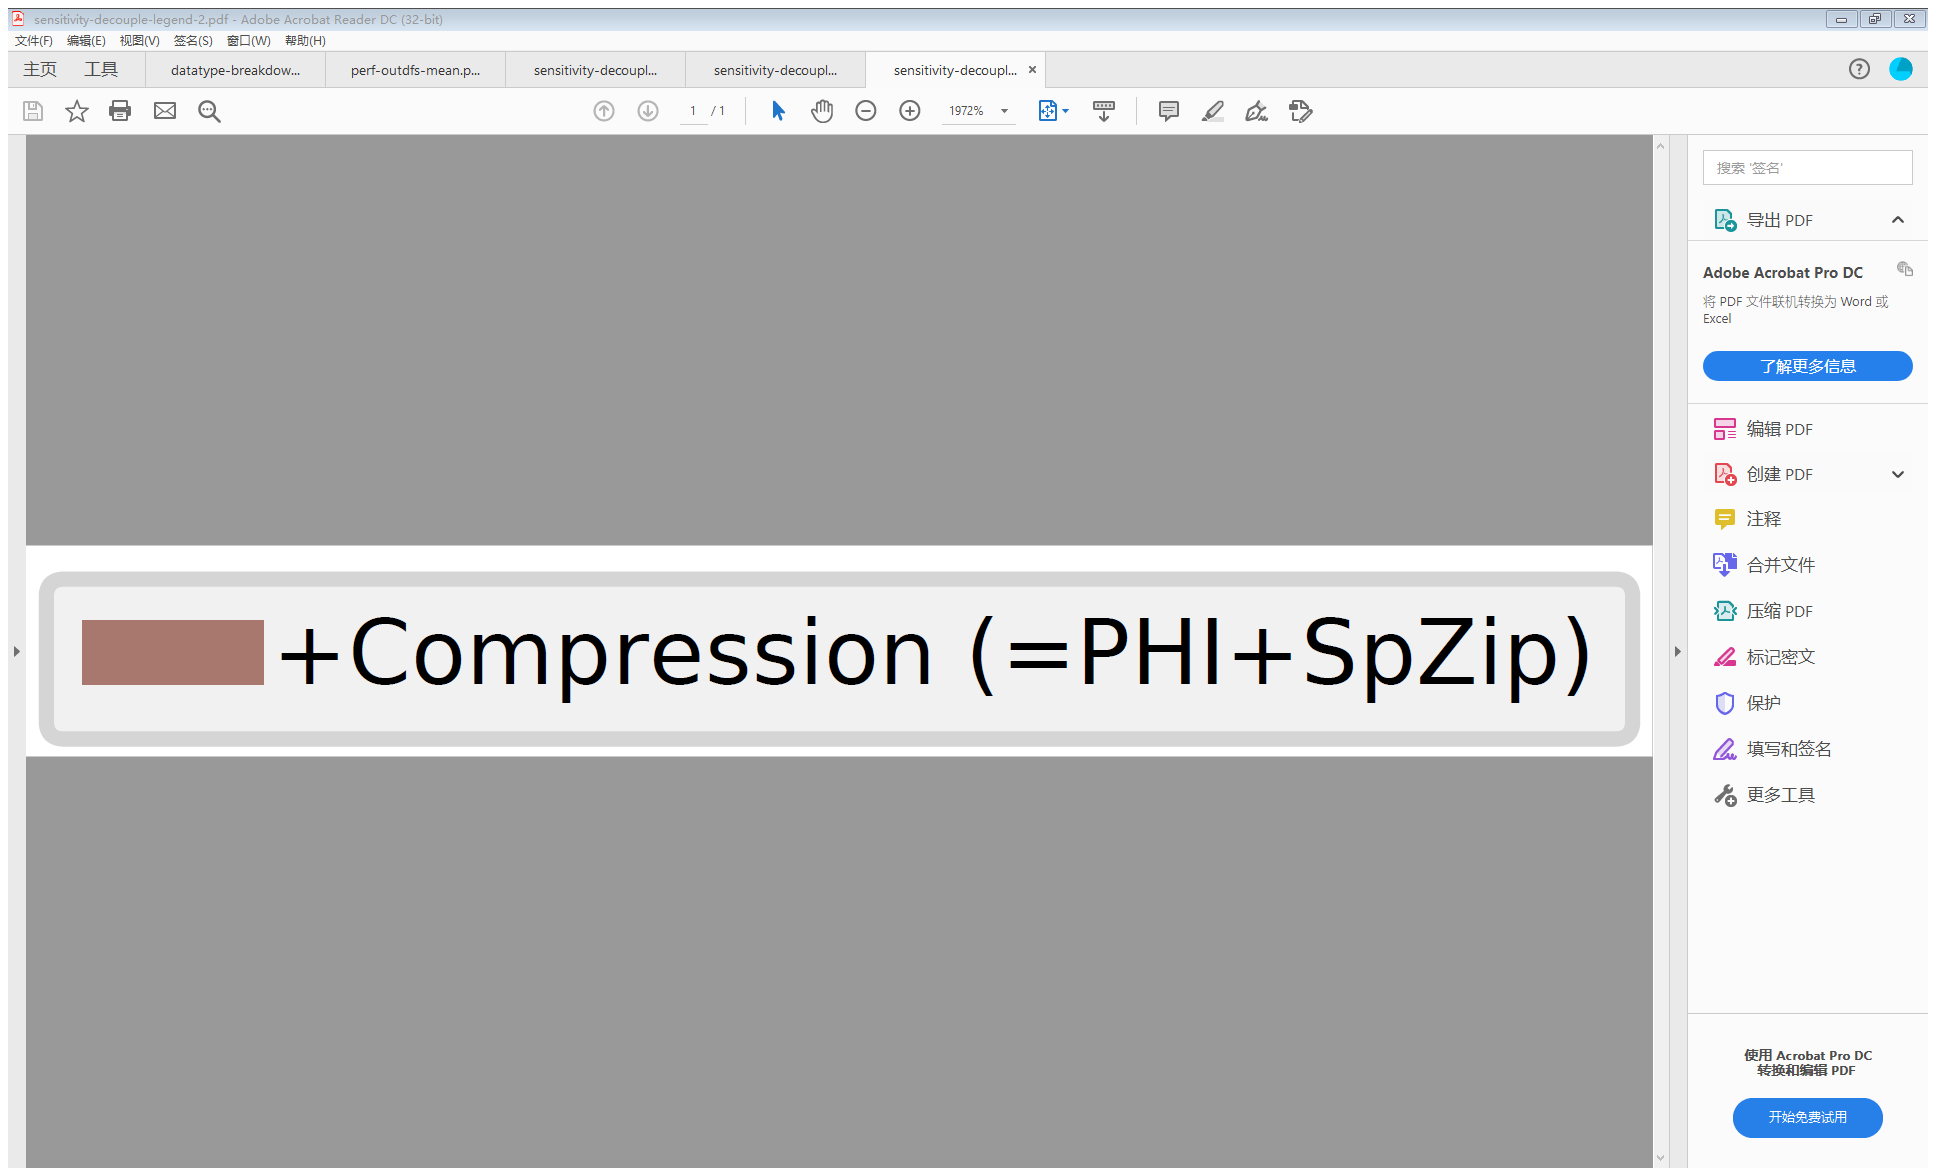 sensitivity-decouple-legend-2.pdf - Adobe Acrobat Reader DC (32-bit)
文件(F) 编辑(E) 视图(V) 签名(S) 窗口(W) 帮助(H)
主页 工具 datatype-breakdow... perf-outdfs-mean.p... sensitivity-decoupl... sensitivity-decoupl... sensitivity-decoupl...
1 / 1 1972%
搜索 '签名'
导出 PDF
Adobe Acrobat Pro DC
将 PDF 文件联机转换为 Word 或
Excel
了解更多信息
编辑 PDF
创建 PDF
注释
合并文件
压缩 PDF
标记密文
保护
填写和签名
更多工具
使用 Acrobat Pro DC
转换和编辑 PDF
开始免费试用
+Compression (=PHI+SpZip)